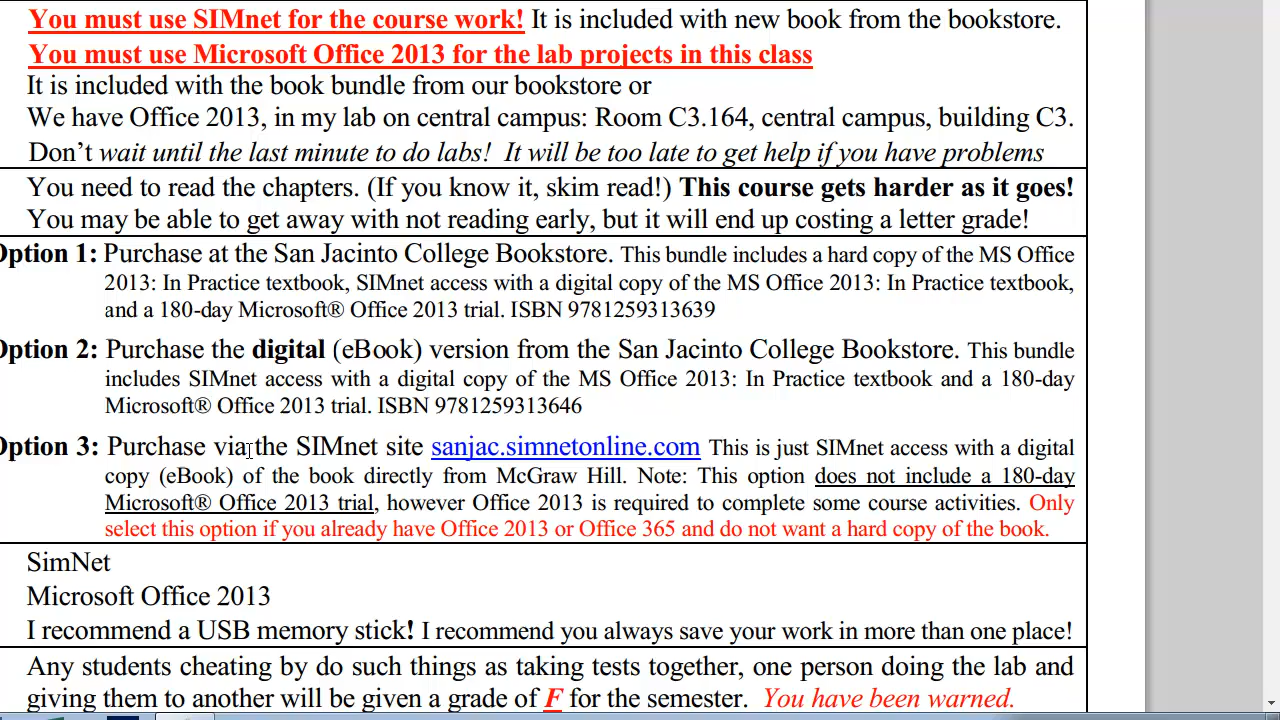 You must use SIMnet for the course work! It is included with new book from the bookstore.
You must use Microsoft Office 2013 for the lab projects in this class
It is included with the book bundle from our bookstore or
We have Office 2013, in my lab on central campus: Room C3.164, central campus, building C3.
Don’t wait until the last minute to do labs! It will be too late to get help if you have problems
You need to read the chapters. (If you know it, skim read!) This course gets harder as it goes!
You may be able to get away with not reading early, but it will end up costing a letter grade!
Option 1: Purchase at the San Jacinto College Bookstore. This bundle includes a hard copy of the MS Office
2013: In Practice textbook, SIMnet access with a digital copy of the MS Office 2013: In Practice textbook,
and a 180-day Microsoft® Office 2013 trial. ISBN 9781259313639
Option 2: Purchase the digital (eBook) version from the San Jacinto College Bookstore. This bundle
includes SIMnet access with a digital copy of the MS Office 2013: In Practice textbook and a 180-day
Microsoft® Office 2013 trial. ISBN 9781259313646
Option 3: Purchase via the SIMnet site sanjac.simnetonline.com This is just SIMnet access with a digital
copy (eBook) of the book directly from McGraw Hill. Note: This option does not include a 180-day
Microsoft® Office 2013 trial, however Office 2013 is required to complete some course activities. Only
select this option if you already have Office 2013 or Office 365 and do not want a hard copy of the book.
SimNet
Microsoft Office 2013
I recommend a USB memory stick! I recommend you always save your work in more than one place!
Any students cheating by do such things as taking tests together, one person doing the lab and
giving them to another will be given a grade of F for the semester. You have been warned.